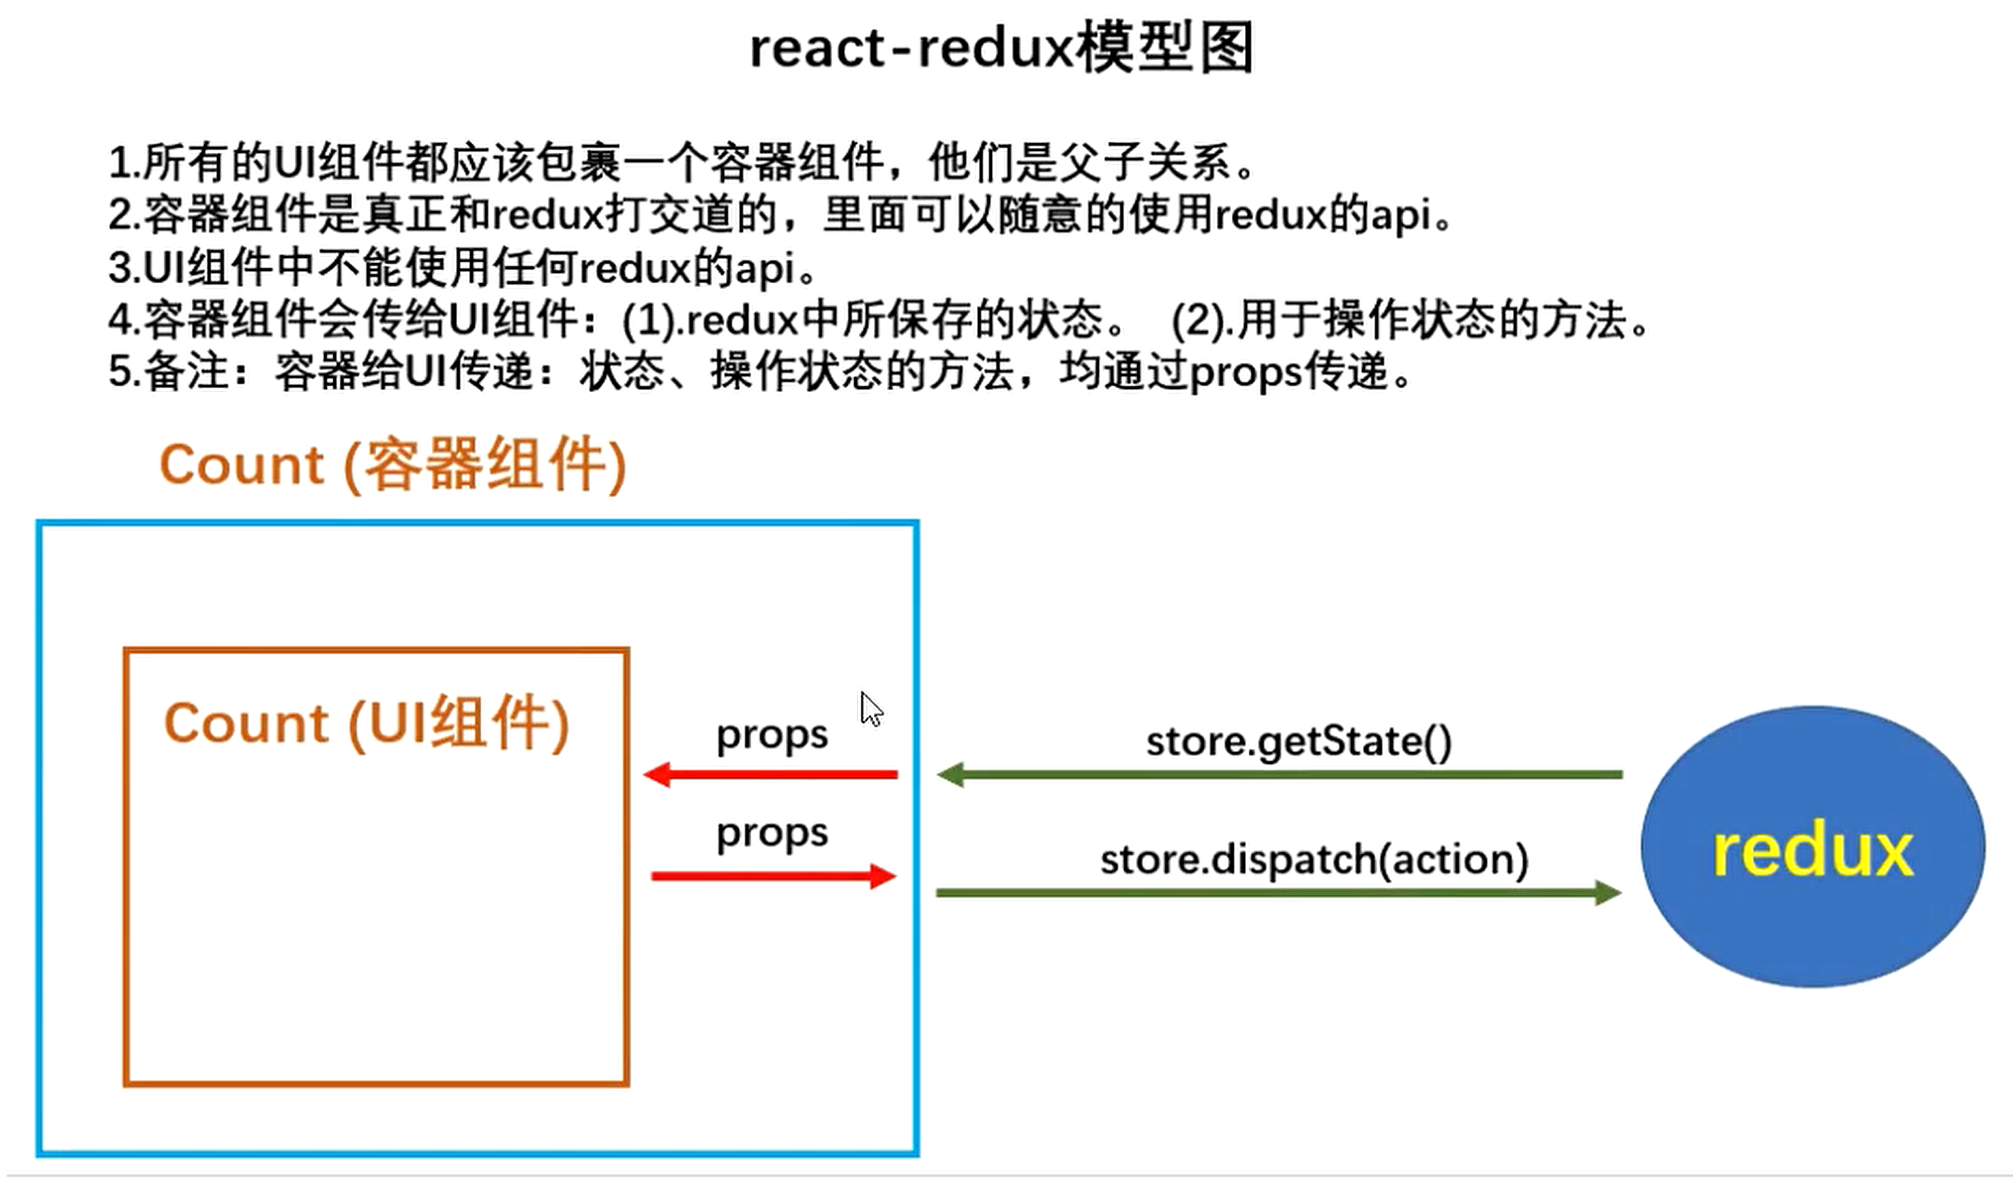 react-redux模型图
1.所有的UI组件都应该包裹一个容器组件，他们是父子关系。
2.容器组件是真正和redux打交道的，里面可以随意的使用redux的api。
3.UI组件中不能使用任何redux的api。
4.容器组件会传给UI组件：(1).redux中所保存的状态。 (2).用于操作状态的方法。
5.备注：容器给UI传递：状态、操作状态的方法，均通过props传递。
Count (容器组件)
Count (UI组件)
props
store.getState()
props
store.dispatch(action)
redux